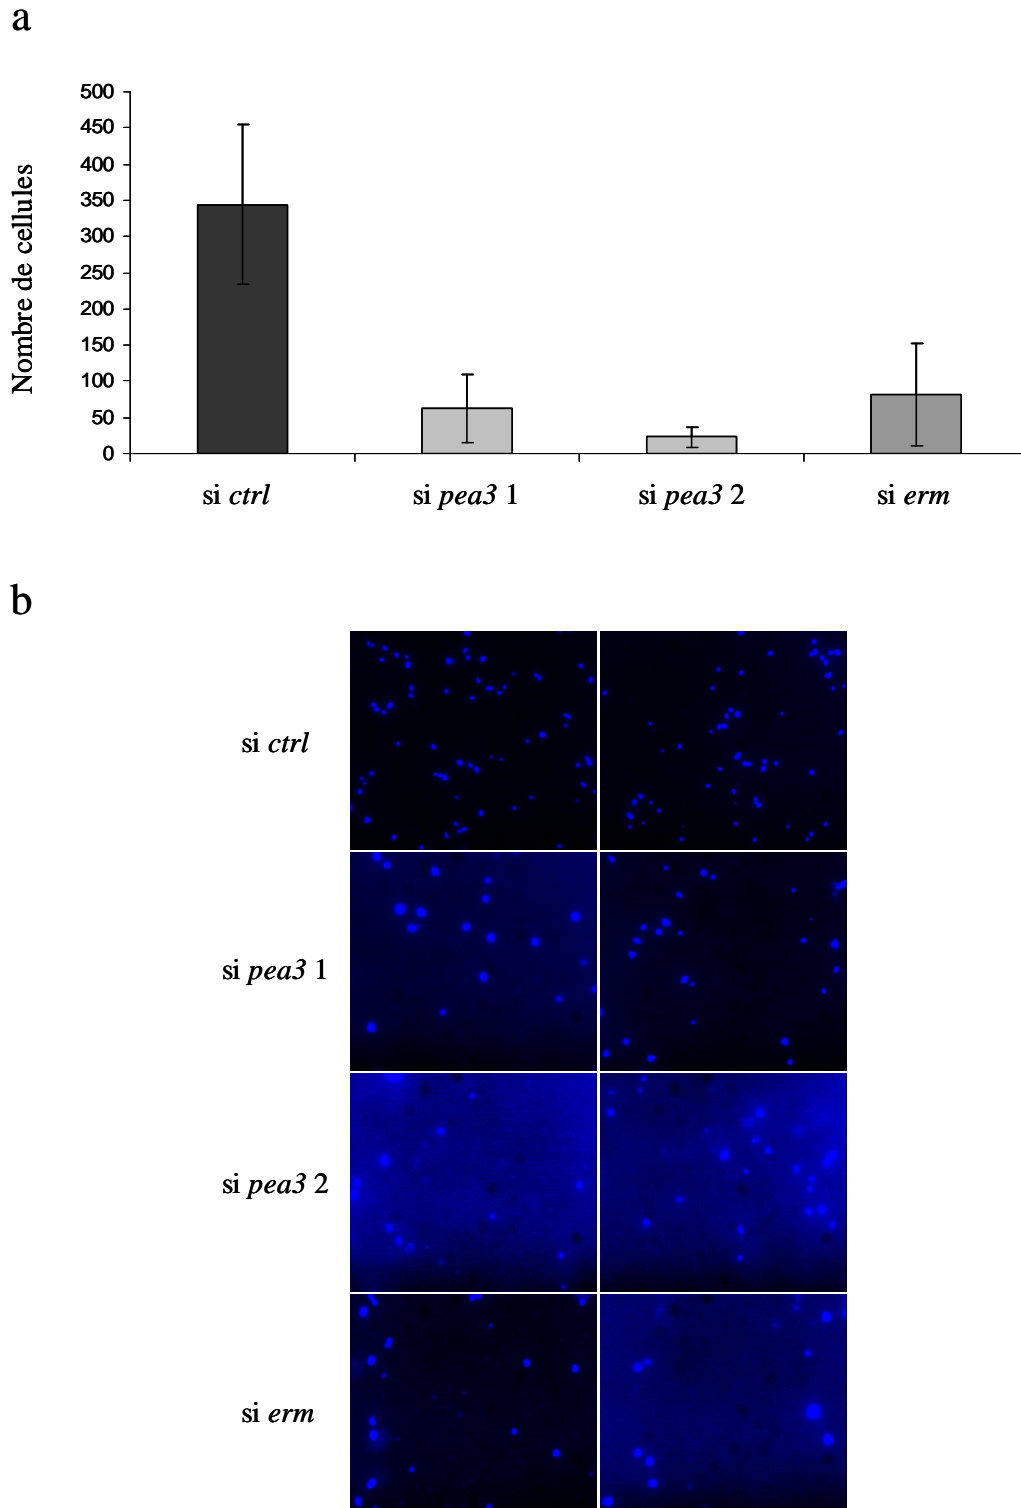 a
Nombre de cellules
500
450
400
350
300
250
200
150
100
50
0
si ctrl si pea3 1 si pea3 2 si erm
b
si ctrl
si pea3 1
si pea3 2
si erm